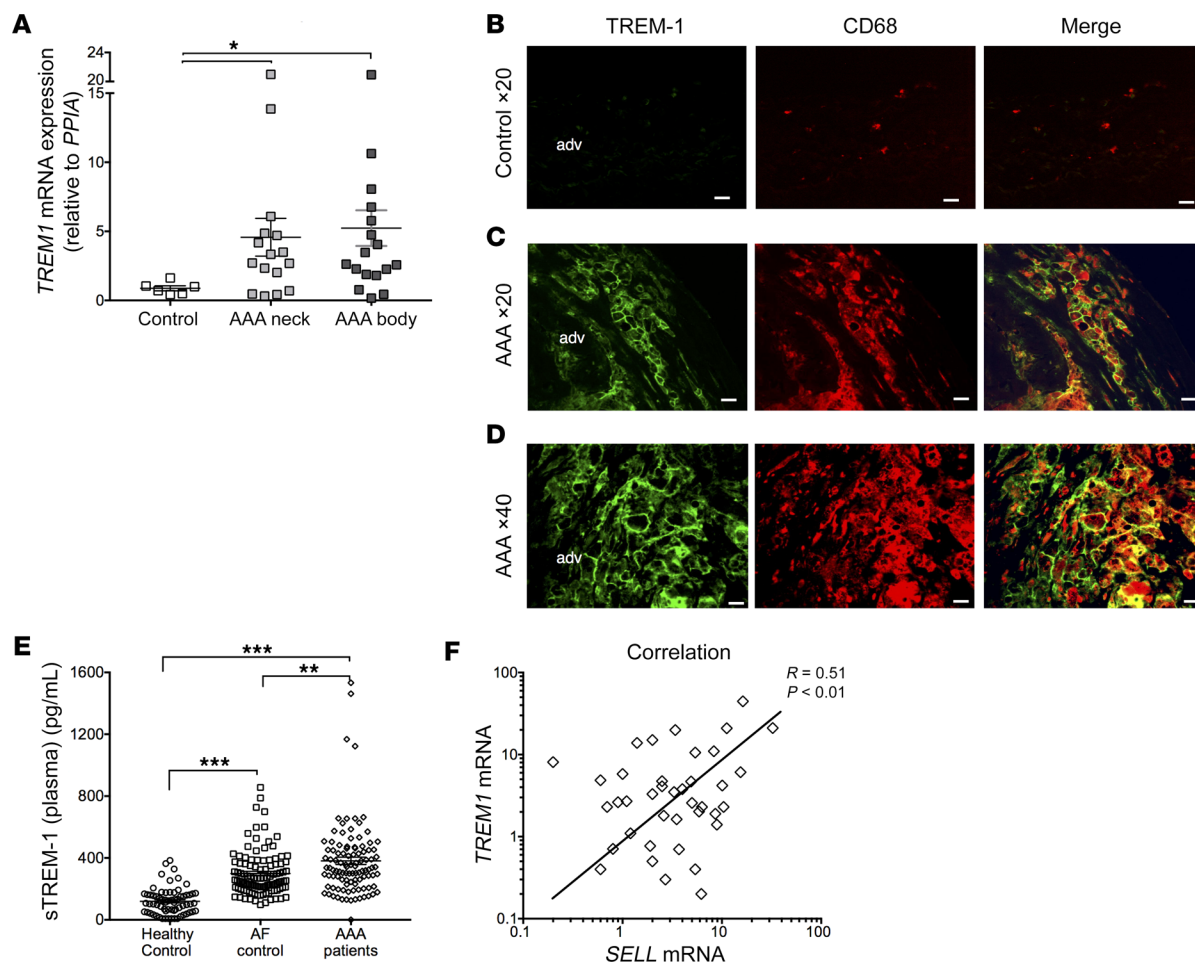 A
TREM1 mRNA expression
(relative to PPIA)
24
20
15
10
5
0
*
Control
AAA neck
AAA body
B
TREM-1
CD68
Merge
Control ×20
adv
C
AAA ×20
adv
D
AAA ×40
adv
E
sTREM-1 (plasma) (pg/mL)
1600
1200
800
400
0
***
**
***
Healthy
Control
AF
control
AAA
patients
F
Correlation
R = 0.51
P < 0.01
TREM1 mRNA
100
10
1
0.1
0.1
1
10
100
SELL mRNA